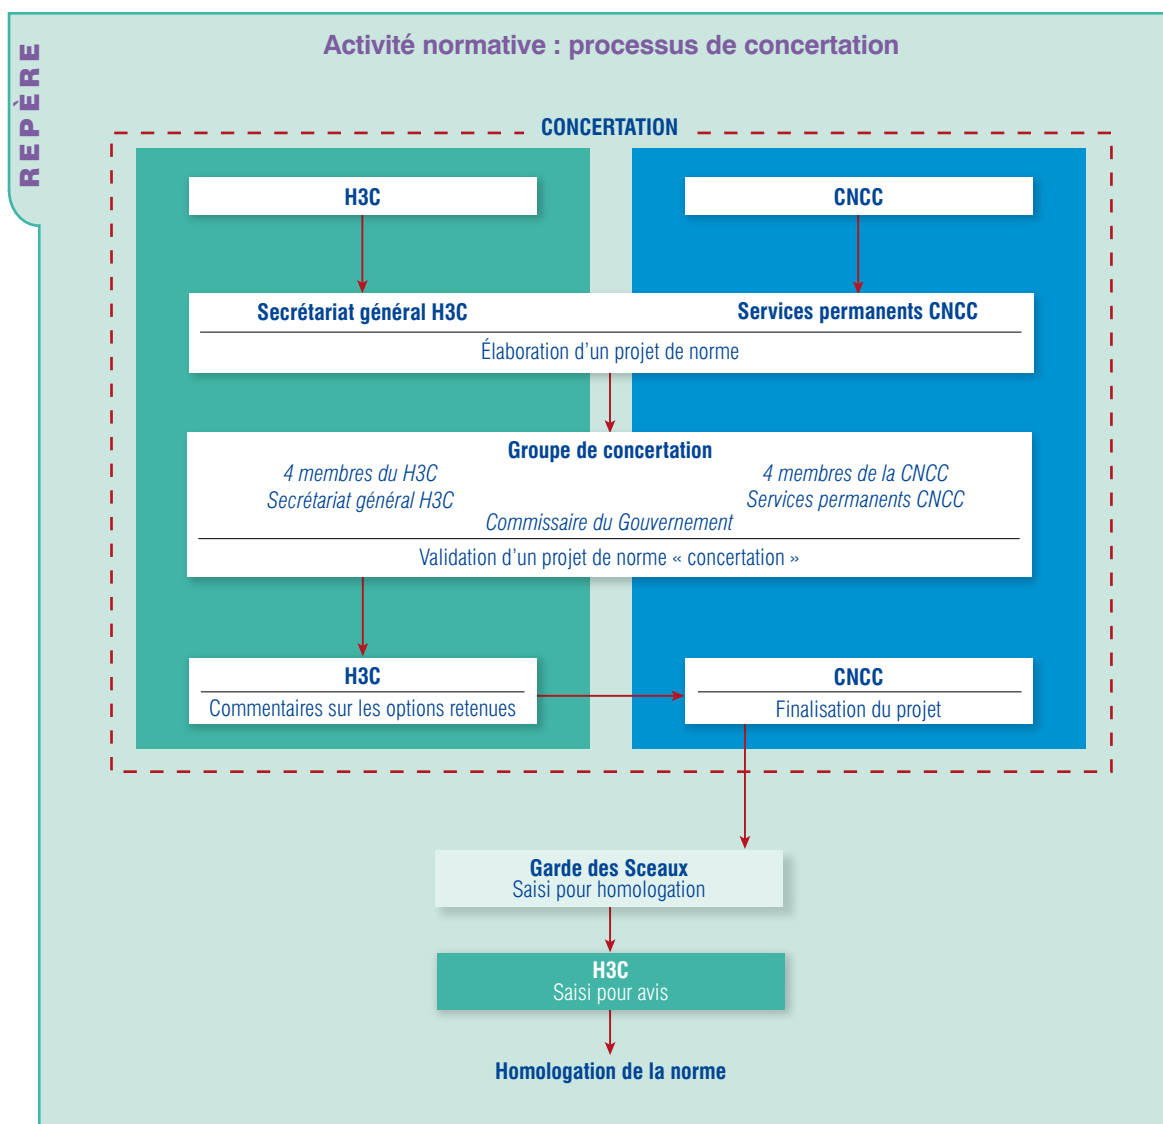 REPÈRE
Activité normative : processus de concertation
CONCERTATION
H3C
CNCC
Secrétariat général H3C
Services permanents CNCC
Élaboration d’un projet de norme
Groupe de concertation
4 membres du H3C
4 membres de la CNCC
Secrétariat général H3C
Services permanents CNCC
Commissaire du Gouvernement
Validation d’un projet de norme « concertation »
H3C
Commentaires sur les options retenues
CNCC
Finalisation du projet
Garde des Sceaux
Saisi pour homologation
H3C
Saisi pour avis
Homologation de la norme